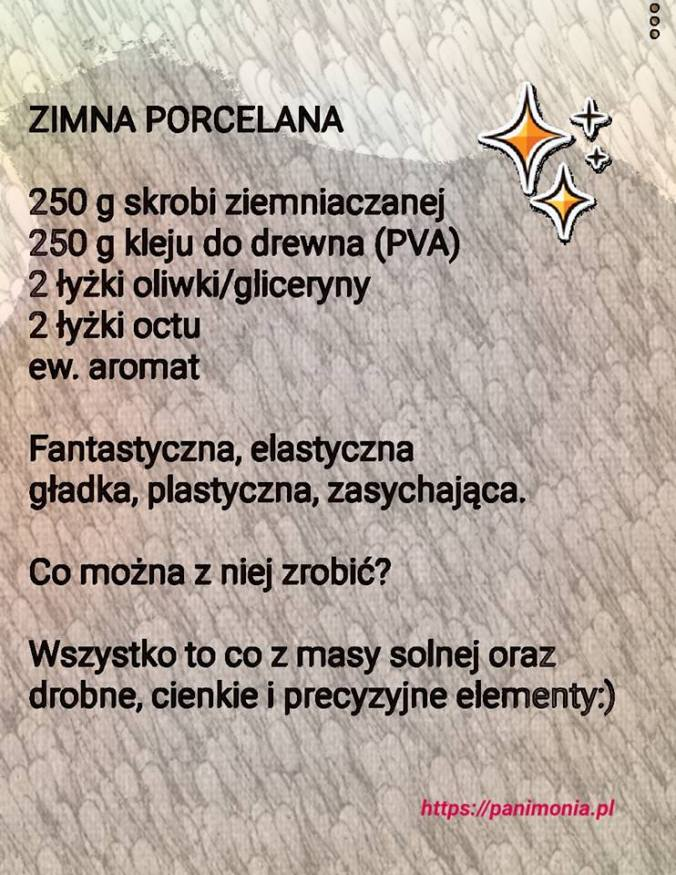 ZIMNA PORCELANA
250 g skrobi ziemniaczanej
250 g kleju do drewna (PVA)
2 łyżki oliwki/gliceryny
2 łyżki octu
ew. aromat
Fantastyczna, elastyczna
gładka, plastyczna, zasychająca.
Co można z niej zrobić?
Wszystko to co z masy solnej oraz
drobne, cienkie i precyzyjne elementy:)
https://panimonia.pl